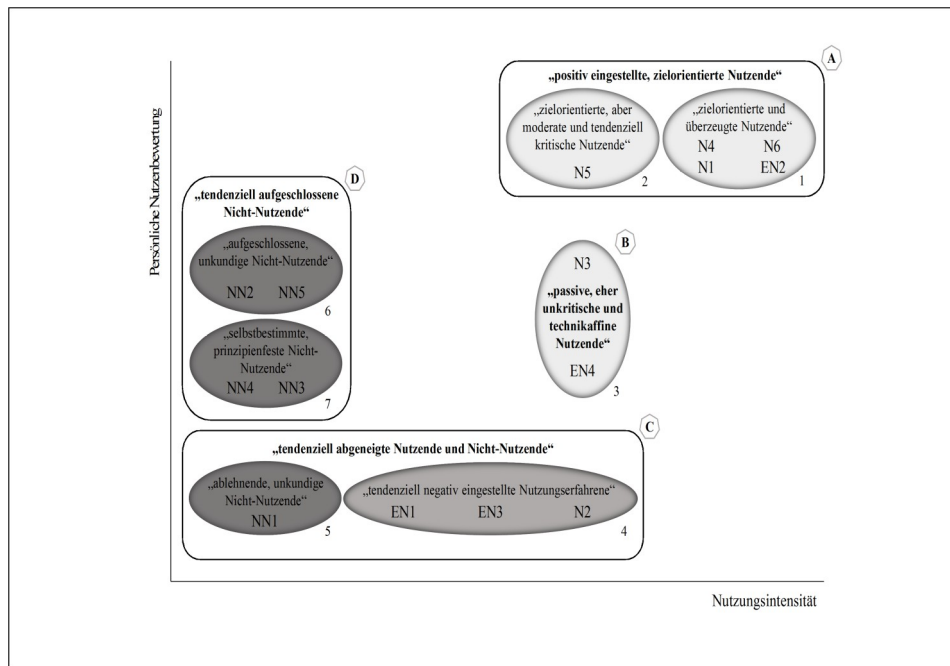 A
„positiv eingestellte, zielorientierte Nutzende“
„zielorientierte, aber
moderate und tendenziell
kritische Nutzende“
N5
2
„zielorientierte und
überzeugte Nutzende“
N4 N6
N1 EN2
1
Persönliche Nutzenbewertung
D
„tendenziell aufgeschlossene
Nicht-Nutzende“
„aufgeschlossene,
unkundige Nicht-Nutzende“
NN2 NN5
6
„selbstbestimmte,
prinzipienfeste Nicht-
Nutzende“
NN4 NN3
7
B
N3
„passive, eher
unkritische und
technikaffine
Nutzende“
EN4
3
C
„tendenziell abgeneigte Nutzende und Nicht-Nutzende“
„ablehnende, unkundige
Nicht-Nutzende“
NN1
5
„tendenziell negativ eingestellte Nutzungserfahrene“
EN1 EN3 N2
4
Nutzungsintensität